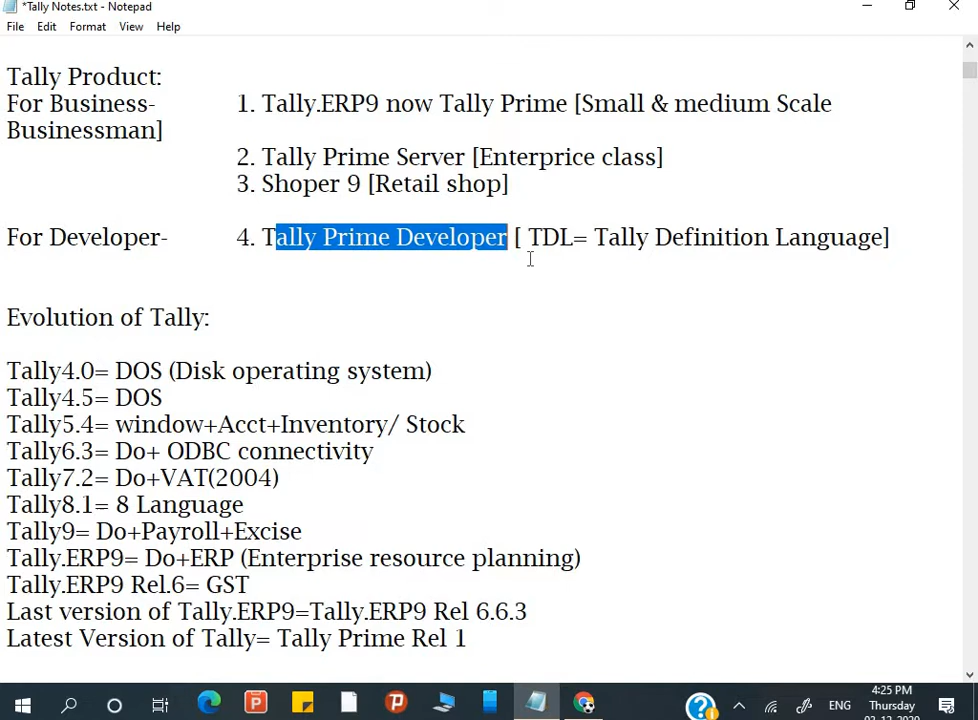 *Tally Notes.txt - Notepad
File Edit Format View Help
Tally Product:
For Business- 1. Tally.ERP9 now Tally Prime [Small & medium Scale
Businessman]
2. Tally Prime Server [Enterprice class]
3. Shoper 9 [Retail shop]
For Developer- 4. Tally Prime Developer [ TDL= Tally Definition Language]
Evolution of Tally:
Tally4.0= DOS (Disk operating system)
Tally4.5= DOS
Tally5.4= window+Acct+Inventory/ Stock
Tally6.3= Do+ ODBC connectivity
Tally7.2= Do+VAT(2004)
Tally8.1= 8 Language
Tally9= Do+Payroll+Excise
Tally.ERP9= Do+ERP (Enterprise resource planning)
Tally.ERP9 Rel.6= GST
Last version of Tally.ERP9=Tally.ERP9 Rel 6.6.3
Latest Version of Tally= Tally Prime Rel 1
4:25 PM
ENG Thursday